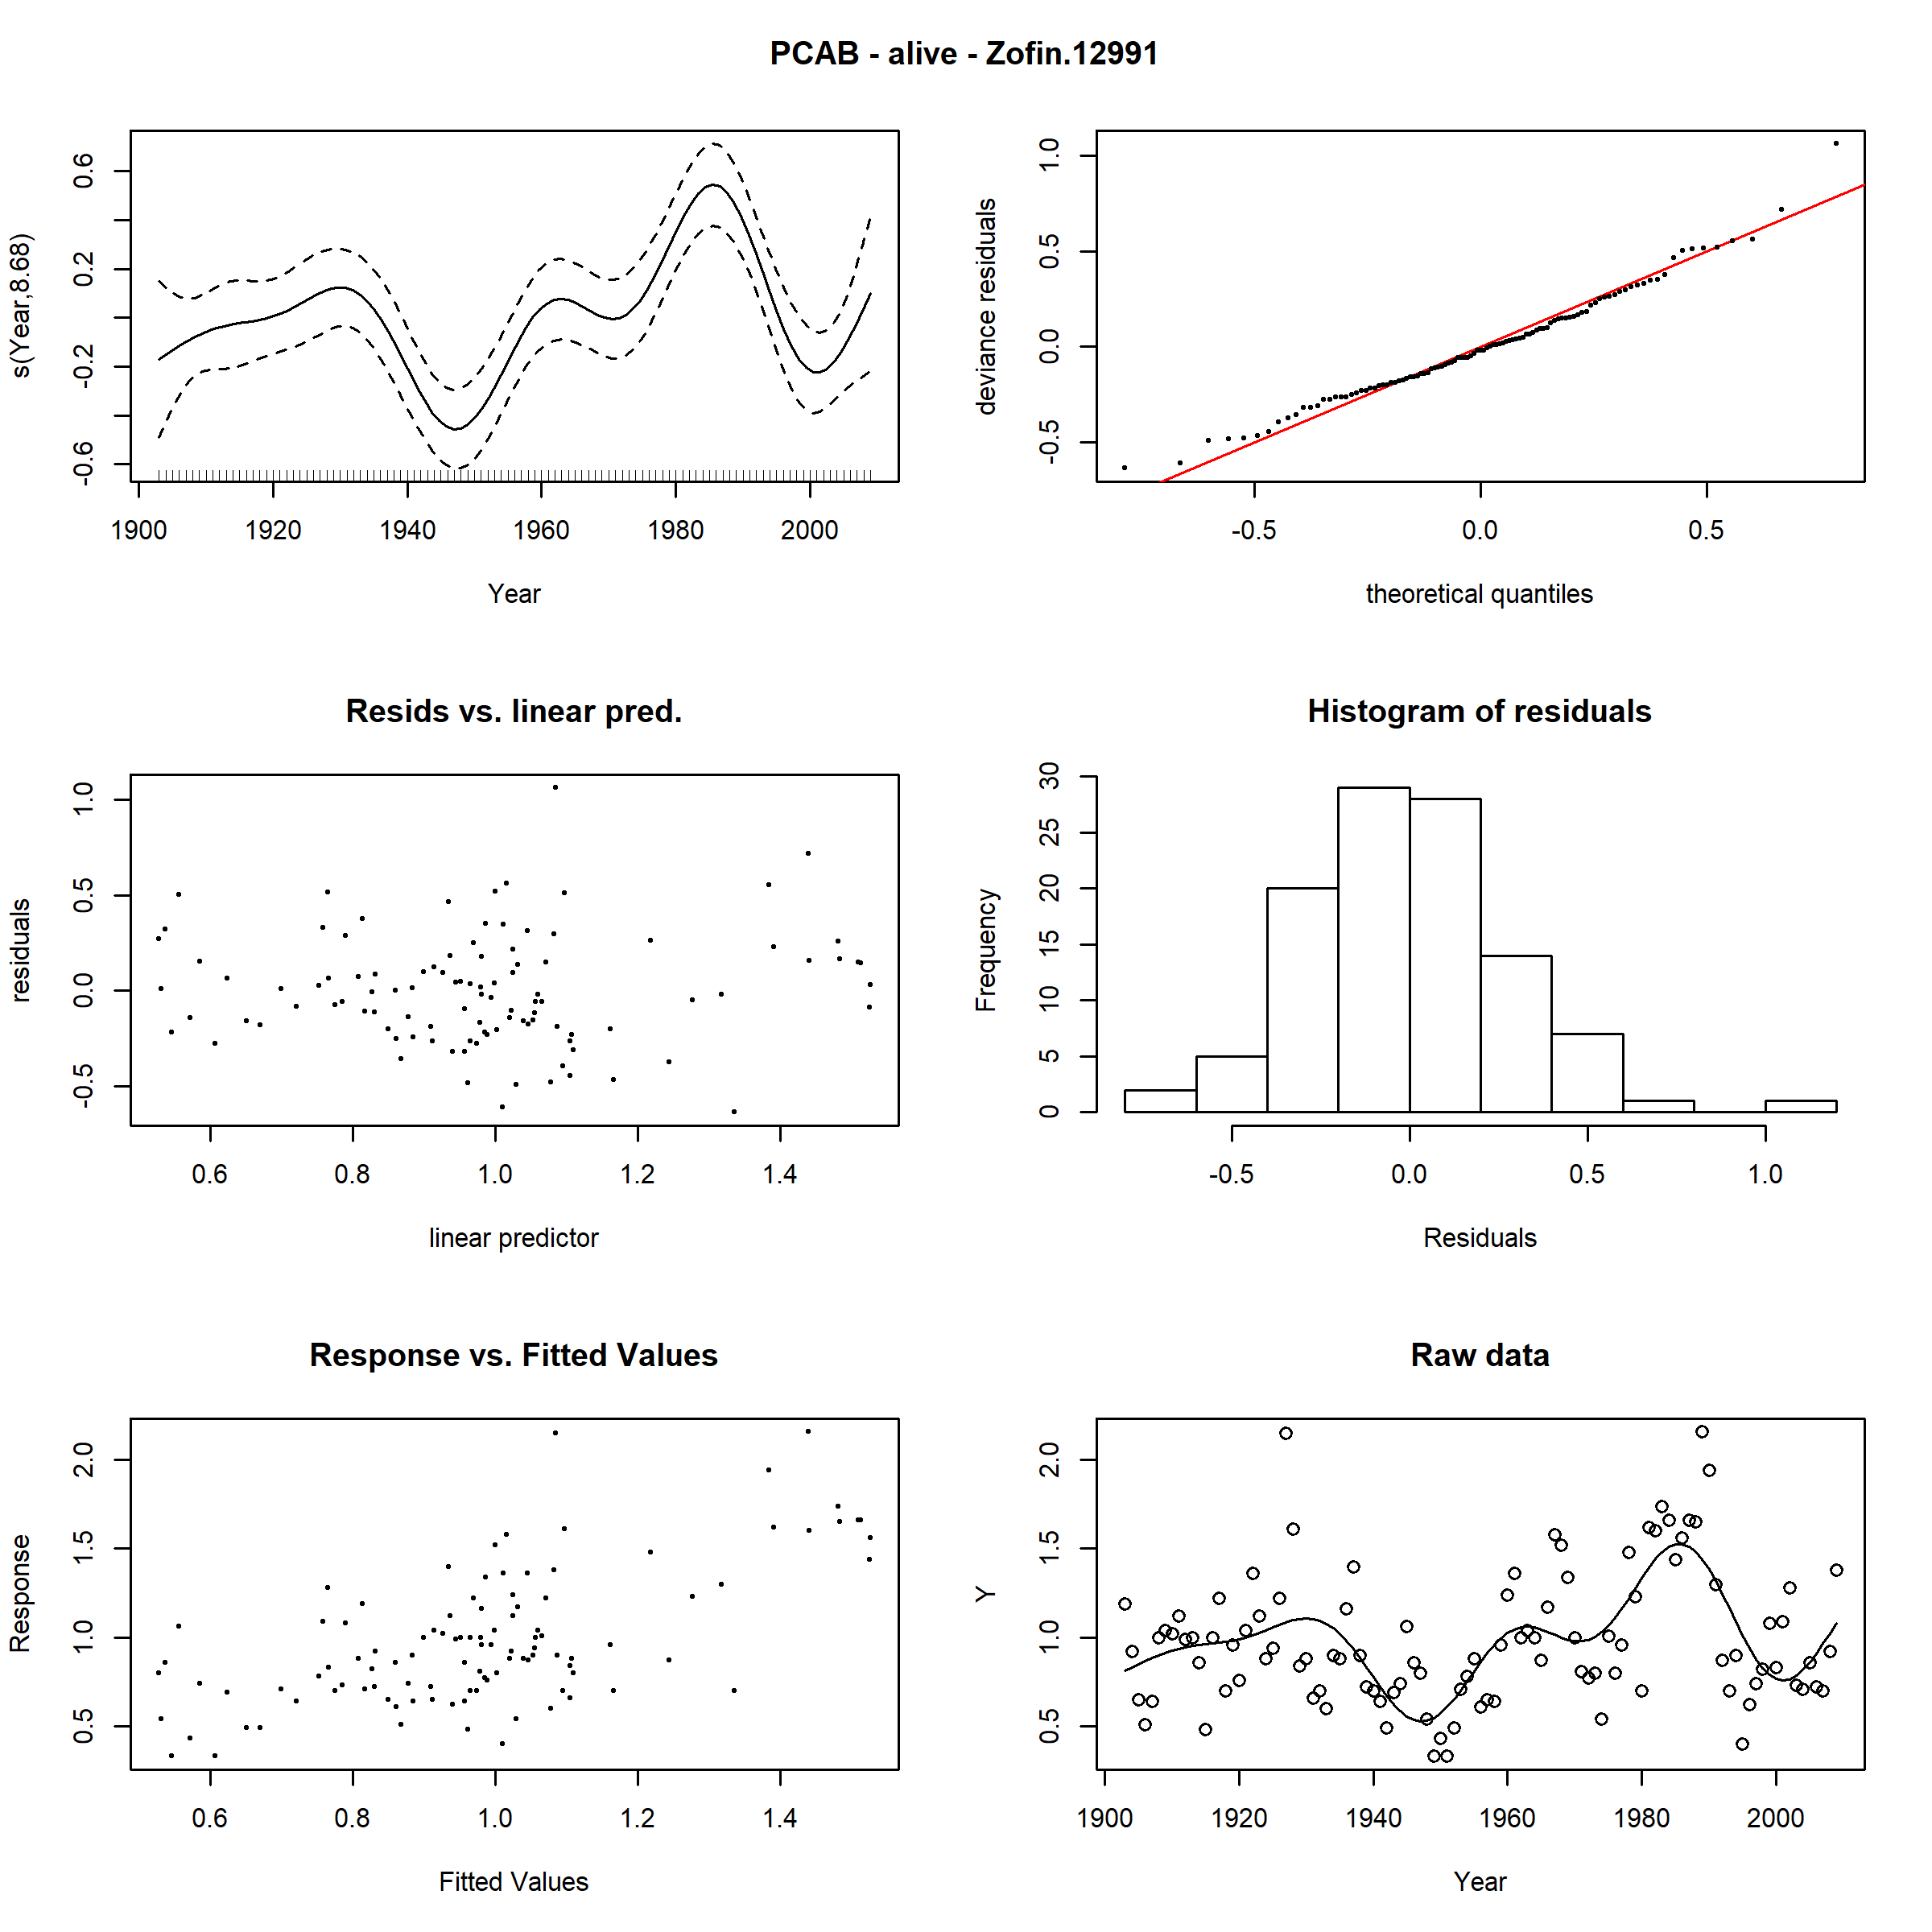 PCAB - alive - Zofin.12991
s(Year,8.68)
0.6
0.2
-0.2
-0.6
1900 1920 1940 1960 1980 2000
Year
deviance residuals
1.0
0.5
0.0
-0.5
-0.5 0.0 0.5
theoretical quantiles
Resids vs. linear pred.
residuals
1.0
0.5
0.0
-0.5
0.6 0.8 1.0 1.2 1.4
linear predictor
Histogram of residuals
Frequency
30
25
20
15
10
5
0
-0.5 0.0 0.5 1.0
Residuals
Response vs. Fitted Values
Response
2.0
1.5
1.0
0.5
0.6 0.8 1.0 1.2 1.4
Fitted Values
Raw data
Y
2.0
1.5
1.0
0.5
1900 1920 1940 1960 1980 2000
Year